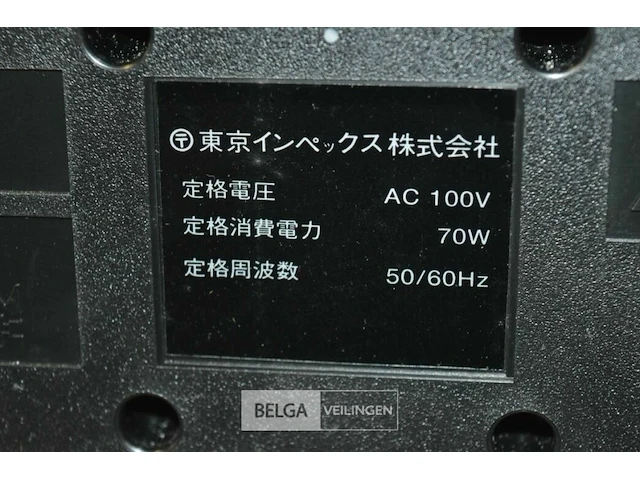 〶東京インペックス株式会社
定格電圧 AC 100V
定格消費電力 70W
定格周波数 50/60Hz
BELGA VEILINGEN